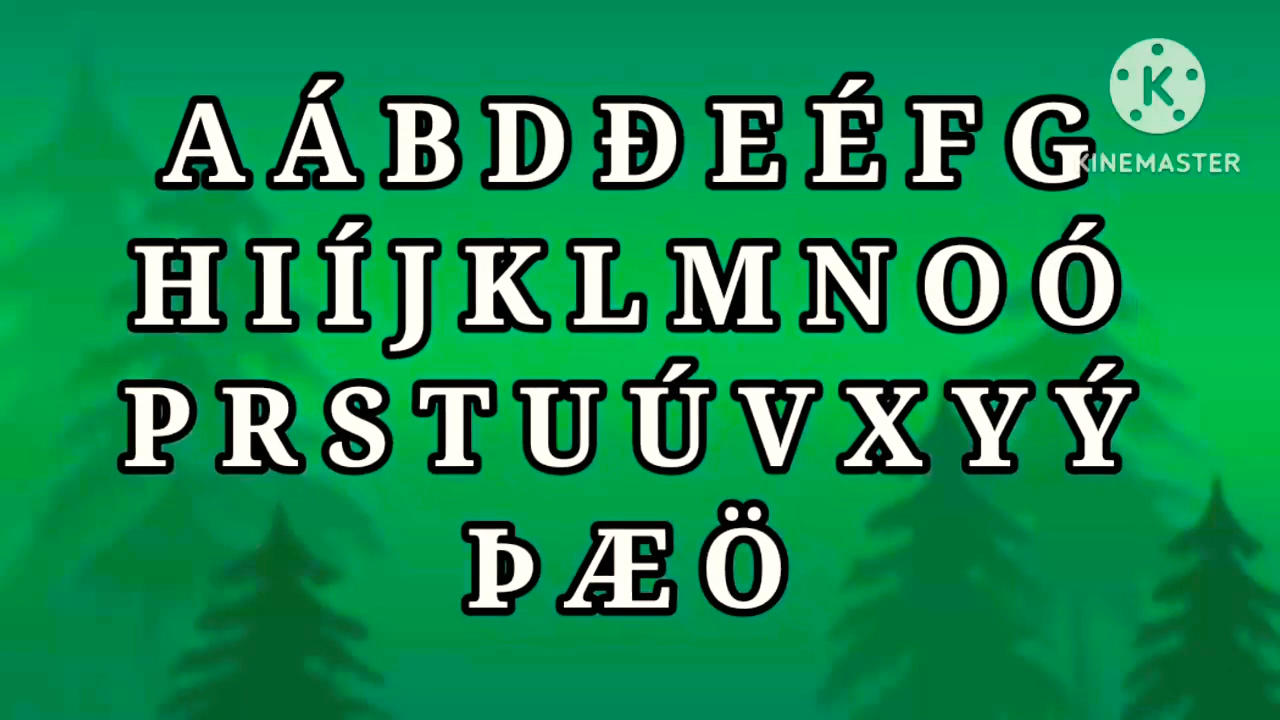 A Á B D Ð E É F G
H I Í J K L M N O Ó
P R S T U Ú V X Y Ý
Þ Æ Ö
K
KINEMASTER